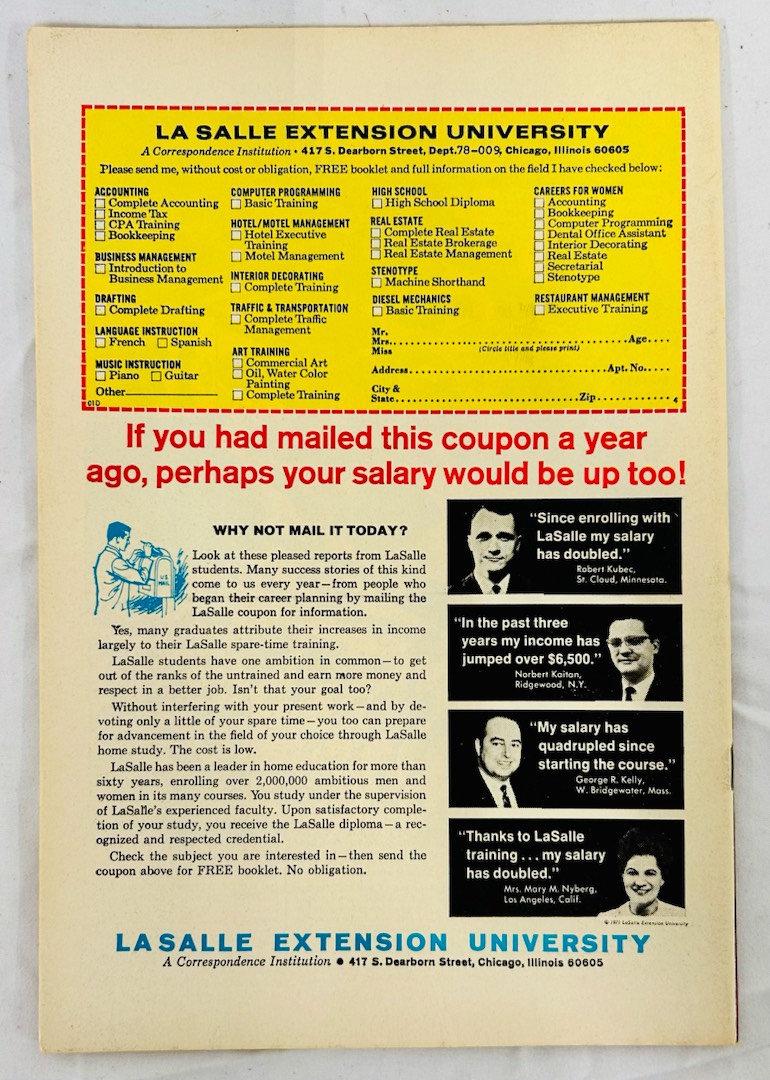 LA SALLE EXTENSION UNIVERSITY
A Correspondence Institution • 417 S. Dearborn Street, Dept. 78-009, Chicago, Illinois 60605
Please send me, without cost or obligation, FREE booklet and full information on the field I have checked below:
ACCOUNTING
Complete Accounting
Income Tax
CPA Training
Bookkeeping
BUSINESS MANAGEMENT
Introduction to
Business Management
DRAFTING
Complete Drafting
LANGUAGE INSTRUCTION
French Spanish
MUSIC INSTRUCTION
Piano Guitar
Other
01D
COMPUTER PROGRAMMING
Basic Training
HOTEL/MOTEL MANAGEMENT
Hotel Executive
Training
Motel Management
INTERIOR DECORATING
Complete Training
TRAFFIC & TRANSPORTATION
Complete Traffic
Management
ART TRAINING
Commercial Art
Oil, Water Color
Painting
Complete Training
HIGH SCHOOL
High School Diploma
REAL ESTATE
Complete Real Estate
Real Estate Brokerage
Real Estate Management
STENOTYPE
Machine Shorthand
DIESEL MECHANICS
Basic Training
CAREERS FOR WOMEN
Accounting
Bookkeeping
Computer Programming
Dental Office Assistant
Interior Decorating
Real Estate
Secretarial
Stenotype
RESTAURANT MANAGEMENT
Executive Training
Mr.
Mrs. Age
Miss (Circle title and please print)
Address Apt. No.
City &
State Zip 4
If you had mailed this coupon a year
ago, perhaps your salary would be up too!
U.S.
MAIL
WHY NOT MAIL IT TODAY?
Look at these pleased reports from LaSalle
students. Many success stories of this kind
come to us every year—from people who
began their career planning by mailing the
LaSalle coupon for information.
Yes, many graduates attribute their increases in income
largely to their LaSalle spare-time training.
LaSalle students have one ambition in common—to get
out of the ranks of the untrained and earn more money and
respect in a better job. Isn't that your goal too?
Without interfering with your present work—and by de-
voting only a little of your spare time—you too can prepare
for advancement in the field of your choice through LaSalle
home study. The cost is low.
LaSalle has been a leader in home education for more than
sixty years, enrolling over 2,000,000 ambitious men and
women in its many courses. You study under the supervision
of LaSalle's experienced faculty. Upon satisfactory comple-
tion of your study, you receive the LaSalle diploma—a rec-
ognized and respected credential.
Check the subject you are interested in—then send the
coupon above for FREE booklet. No obligation.
"Since enrolling with
LaSalle my salary
has doubled."
Robert Kubec,
St. Cloud, Minnesota.
"In the past three
years my income has
jumped over $6,500."
Norbert Kaitan,
Ridgewood, N.Y.
"My salary has
quadrupled since
starting the course."
George R. Kelly,
W. Bridgewater, Mass.
"Thanks to LaSalle
training...my salary
has doubled."
Mrs. Mary M. Nyberg,
Los Angeles, Calif.
© 1971 LaSalle Extension University
LA SALLE EXTENSION UNIVERSITY
A Correspondence Institution • 417 S. Dearborn Street, Chicago, Illinois 60605